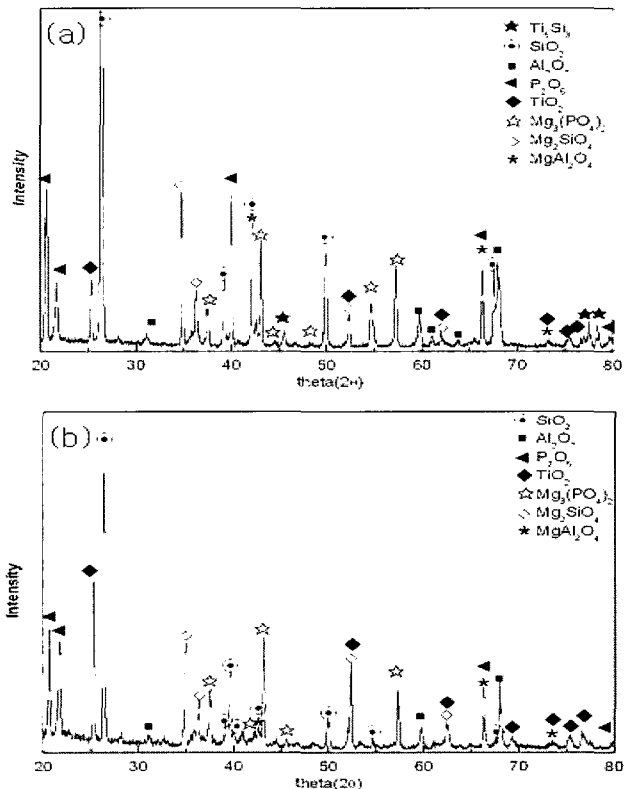 (a)
★ Ti₅Si₃
SiO₂
■ Al₂O₃
◀ P₂O₅
◆ TiO₂
☆ Mg₃(PO₄)₂
◇ Mg₂SiO₄
* MgAl₂O₄
Intensity
20 30 40 50 60 70 80
theta(2θ)
(b)
SiO₂
■ Al₂O₃
◀ P₂O₅
◆ TiO₂
☆ Mg₃(PO₄)₂
◇ Mg₂SiO₄
* MgAl₂O₄
Intensity
20 30 40 50 60 70 80
theta(2θ)